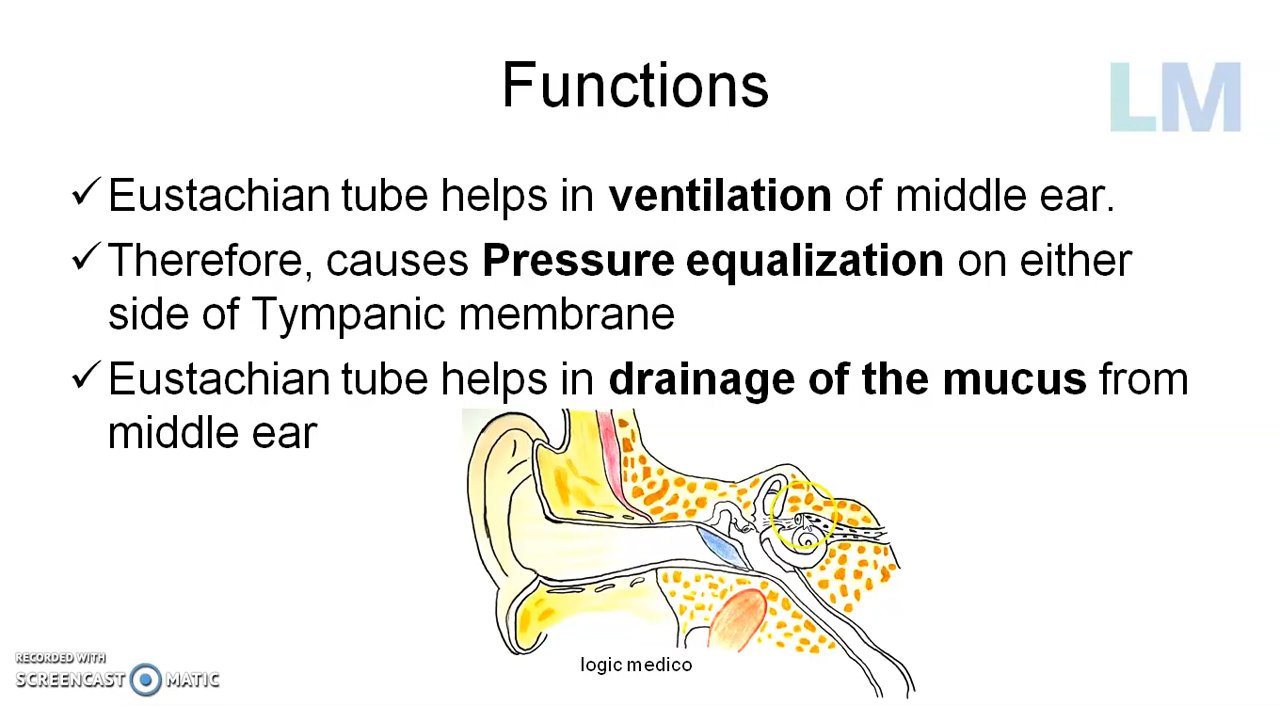 Functions
LM
✓Eustachian tube helps in ventilation of middle ear.
✓Therefore, causes Pressure equalization on either
side of Tympanic membrane
✓Eustachian tube helps in drainage of the mucus from
middle ear
logic medico
RECORDED WITH
SCREENCAST MATIC